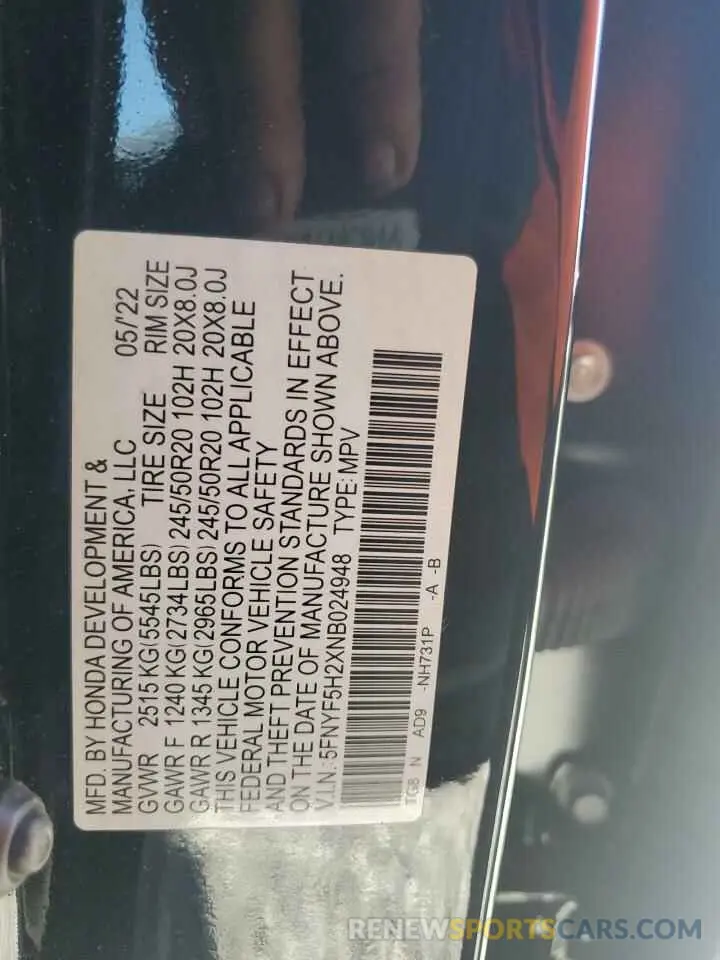 MFD. BY HONDA DEVELOPMENT &
MANUFACTURING OF AMERICA, LLC 05/'22
GVWR 2515 KG(5545LBS) TIRE SIZE RIM SIZE
GAWR F 1240 KG(2734LBS) 245/50R20 102H 20X8.0J
GAWR R 1345 KG(2965LBS) 245/50R20 102H 20X8.0J
THIS VEHICLE CONFORMS TO ALL APPLICABLE
FEDERAL MOTOR VEHICLE SAFETY
AND THEFT PREVENTION STANDARDS IN EFFECT
ON THE DATE OF MANUFACTURE SHOWN ABOVE.
V.I.N.: 5FNYF5H2XNB024948 TYPE: MPV
TG8 N AD9 -NH731P -A -B
RENEWSPORTSCARS.COM